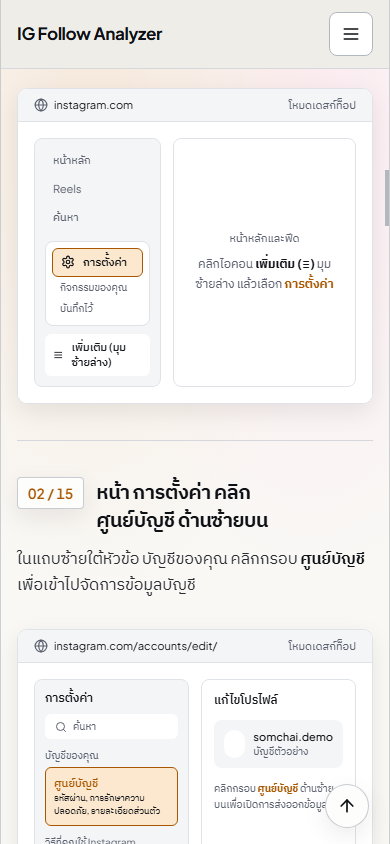 IG Follow Analyzer
instagram.com
โหมดเดสก์ท็อป
หน้าหลัก
Reels
ค้นหา
การตั้งค่า
กิจกรรมของคุณ
บันทึกไว้
เพิ่มเติม (มุม
ซ้ายล่าง)
หน้าหลักและฟีด
คลิกไอคอน เพิ่มเติม (☰) มุม
ซ้ายล่าง แล้วเลือก การตั้งค่า
02 / 15
หน้า การตั้งค่า คลิก
ศูนย์บัญชี ด้านซ้ายบน
ในแถบซ้ายใต้หัวข้อ บัญชีของคุณ คลิกกรอบ ศูนย์บัญชี
เพื่อเข้าไปจัดการข้อมูลบัญชี
instagram.com/accounts/edit/
โหมดเดสก์ท็อป
การตั้งค่า
ค้นหา
บัญชีของคุณ
ศูนย์บัญชี
รหัสผ่าน, การรักษาความ
ปลอดภัย, รายละเอียดส่วนตัว
วิธีที่คุณใช้ Instagram
แก้ไขโปรไฟล์
somchai.demo
บัญชีตัวอย่าง
คลิกกรอบ ศูนย์บัญชี ด้านซ้าย
บนเพื่อเปิดการส่งออกข้อมูล